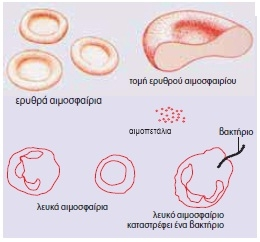 τομή ερυθρού αιμοσφαιρίου
ερυθρά αιμοσφαίρια
αιμοπετάλια
βακτήριο
λευκά αιμοσφαίρια
λευκό αιμοσφαίριο
καταστρέφει ένα βακτήριο